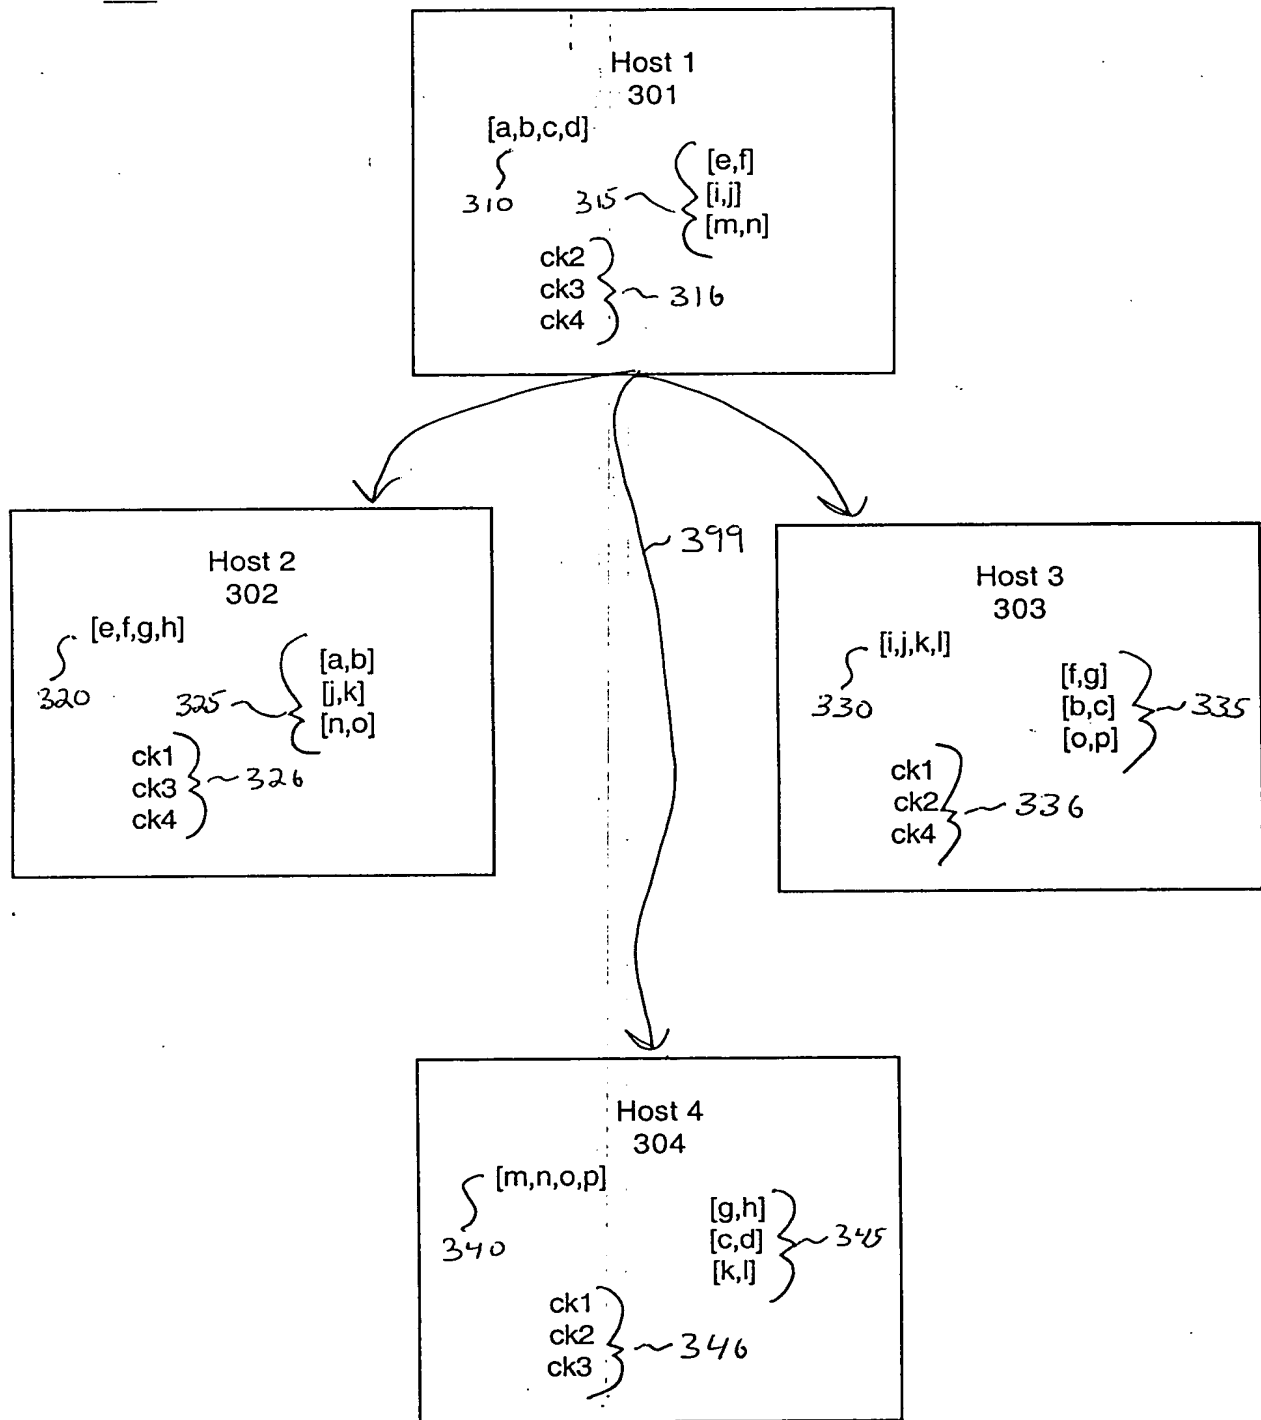 Host 1
301
[a,b,c,d]
310
315
[e,f]
[i,j]
[m,n]
ck2
ck3
ck4
316
399
Host 2
302
[e,f,g,h]
320
325
[a,b]
[j,k]
[n,o]
ck1
ck3
ck4
326
Host 3
303
[i,j,k,l]
330
[f,g]
[b,c]
[o,p]
335
ck1
ck2
ck4
336
Host 4
304
[m,n,o,p]
340
[g,h]
[c,d]
[k,l]
345
ck1
ck2
ck3
346